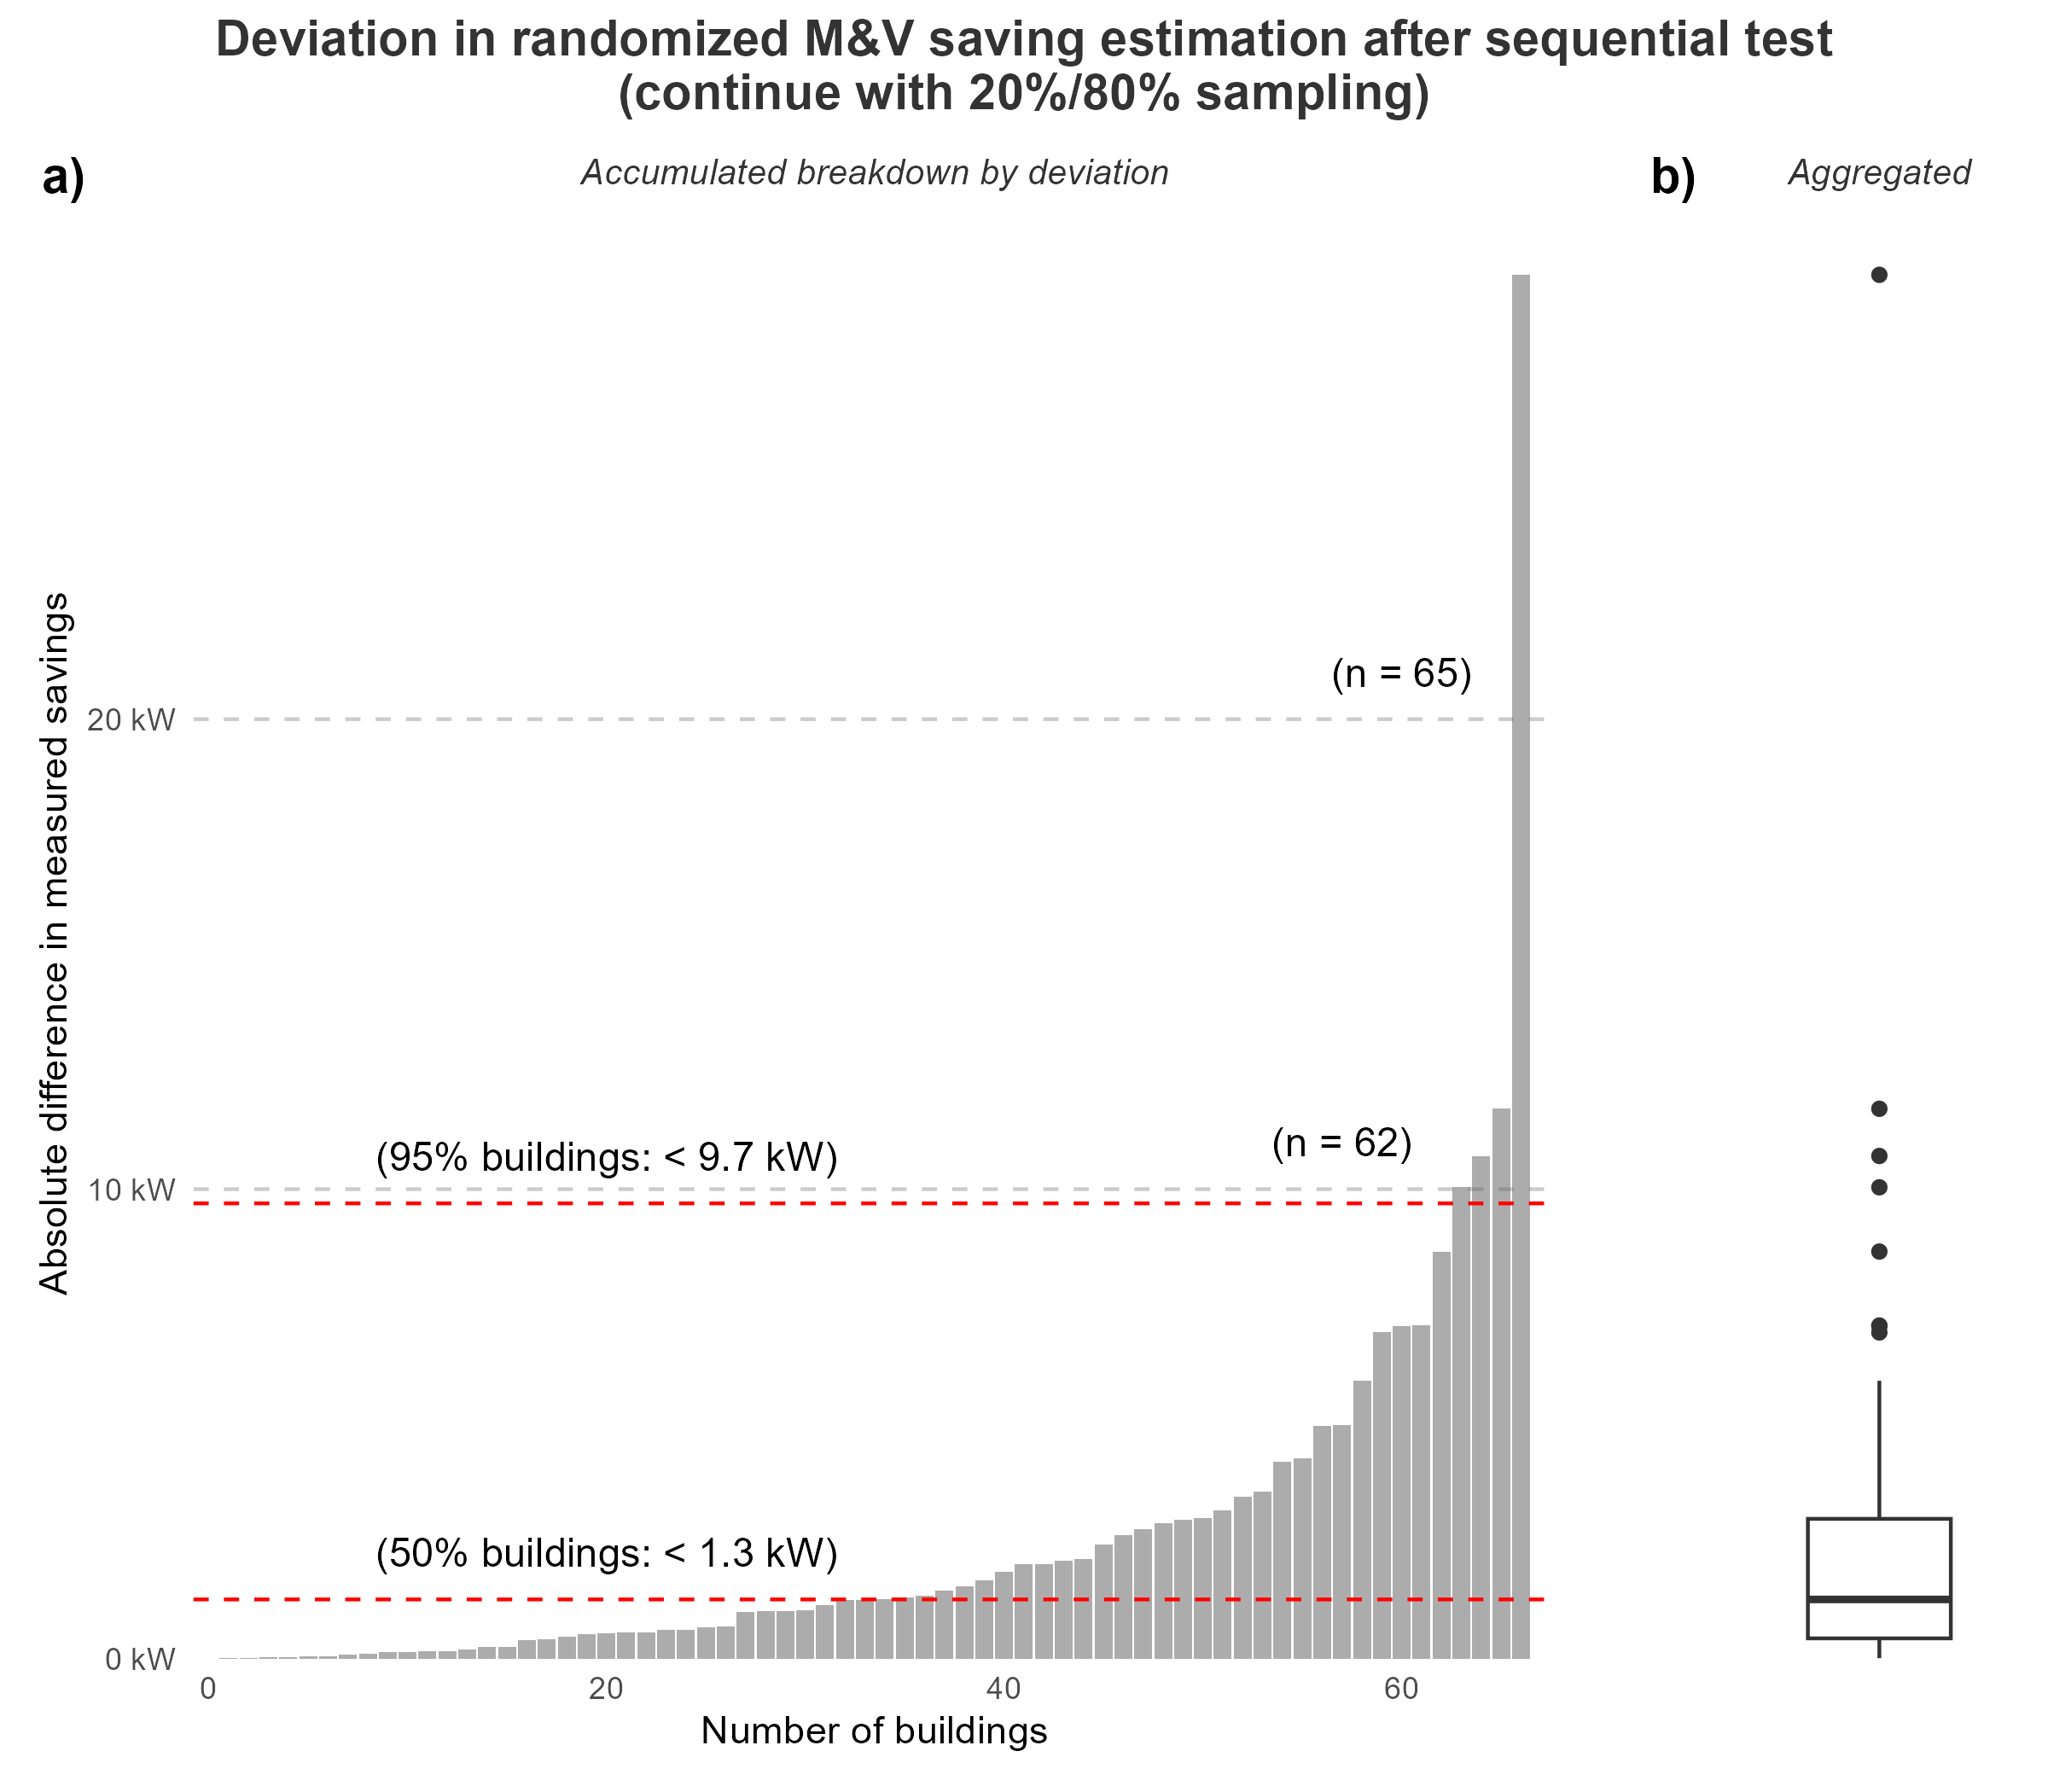 Deviation in randomized M&V saving estimation after sequential test
(continue with 20%/80% sampling)
a)
Accumulated breakdown by deviation
b)
Aggregated
Absolute difference in measured savings
(n = 65)
20 kW
(95% buildings: < 9.7 kW)
(n = 62)
10 kW
(50% buildings: < 1.3 kW)
0 kW
0
20
40
60
Number of buildings